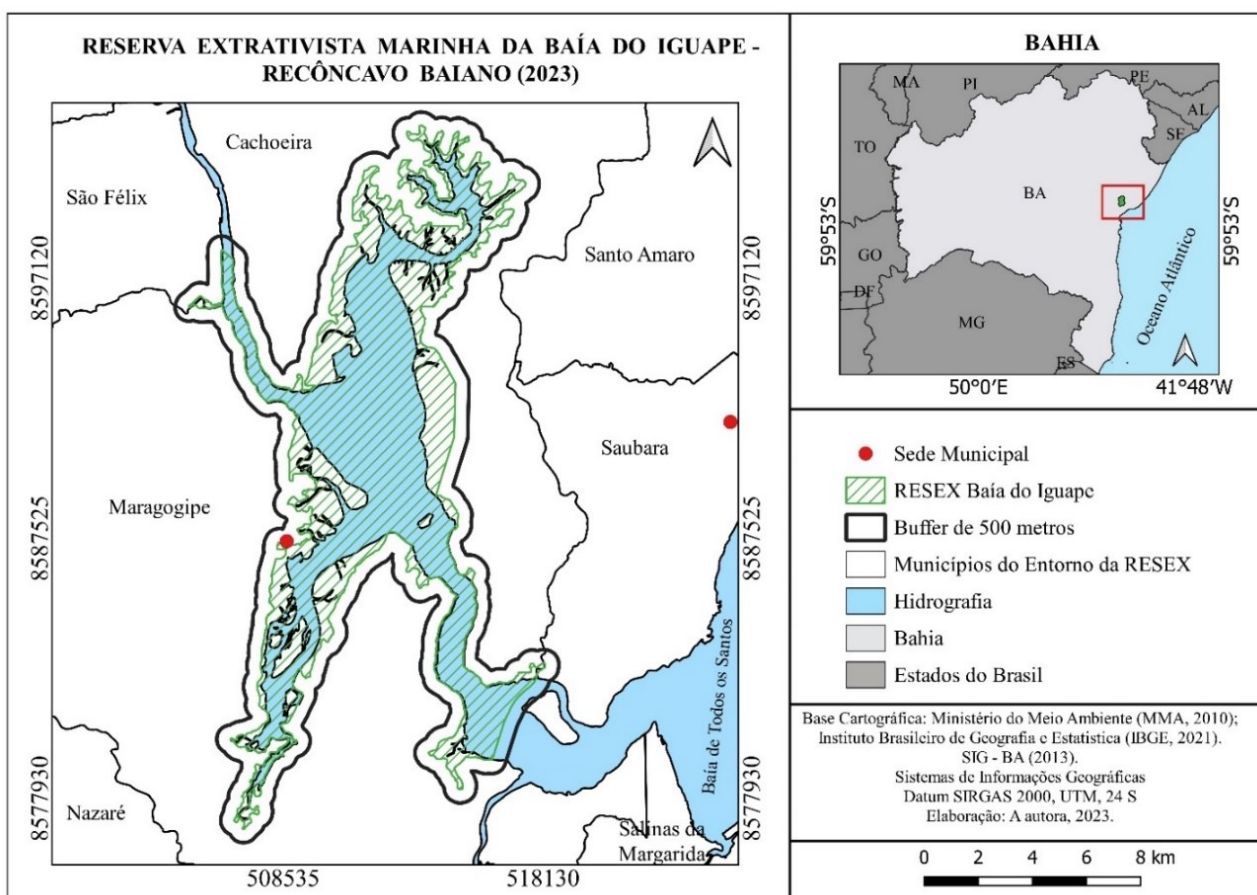 RESERVA EXTRATIVISTA MARINHA DA BAÍA DO IGUAPE -
RECÔNCAVO BAIANO (2023)
Cachoeira
São Félix
Santo Amaro
Saubara
Maragogipe
Nazaré
Baía de Todos os Santos
Salinas da
Margarida
8597120
8587525
8577930
8597120
8587525
8577930
508535
518130
BAHIA
MA
PI
PE
AL
SE
TO
BA
GO
DF
MG
ES
Oceano Atlântico
59°53'S
59°53'S
50°0'E
41°48'W
Sede Municipal
RESEX Baía do Iguape
Buffer de 500 metros
Municípios do Entorno da RESEX
Hidrografia
Bahia
Estados do Brasil
Base Cartográfica: Ministério do Meio Ambiente (MMA, 2010);
Instituto Brasileiro de Geografia e Estatística (IBGE, 2021).
SIG - BA (2013).
Sistemas de Informações Geográficas
Datum SIRGAS 2000, UTM, 24 S
Elaboração: A autora, 2023.
0 2 4 6 8 km